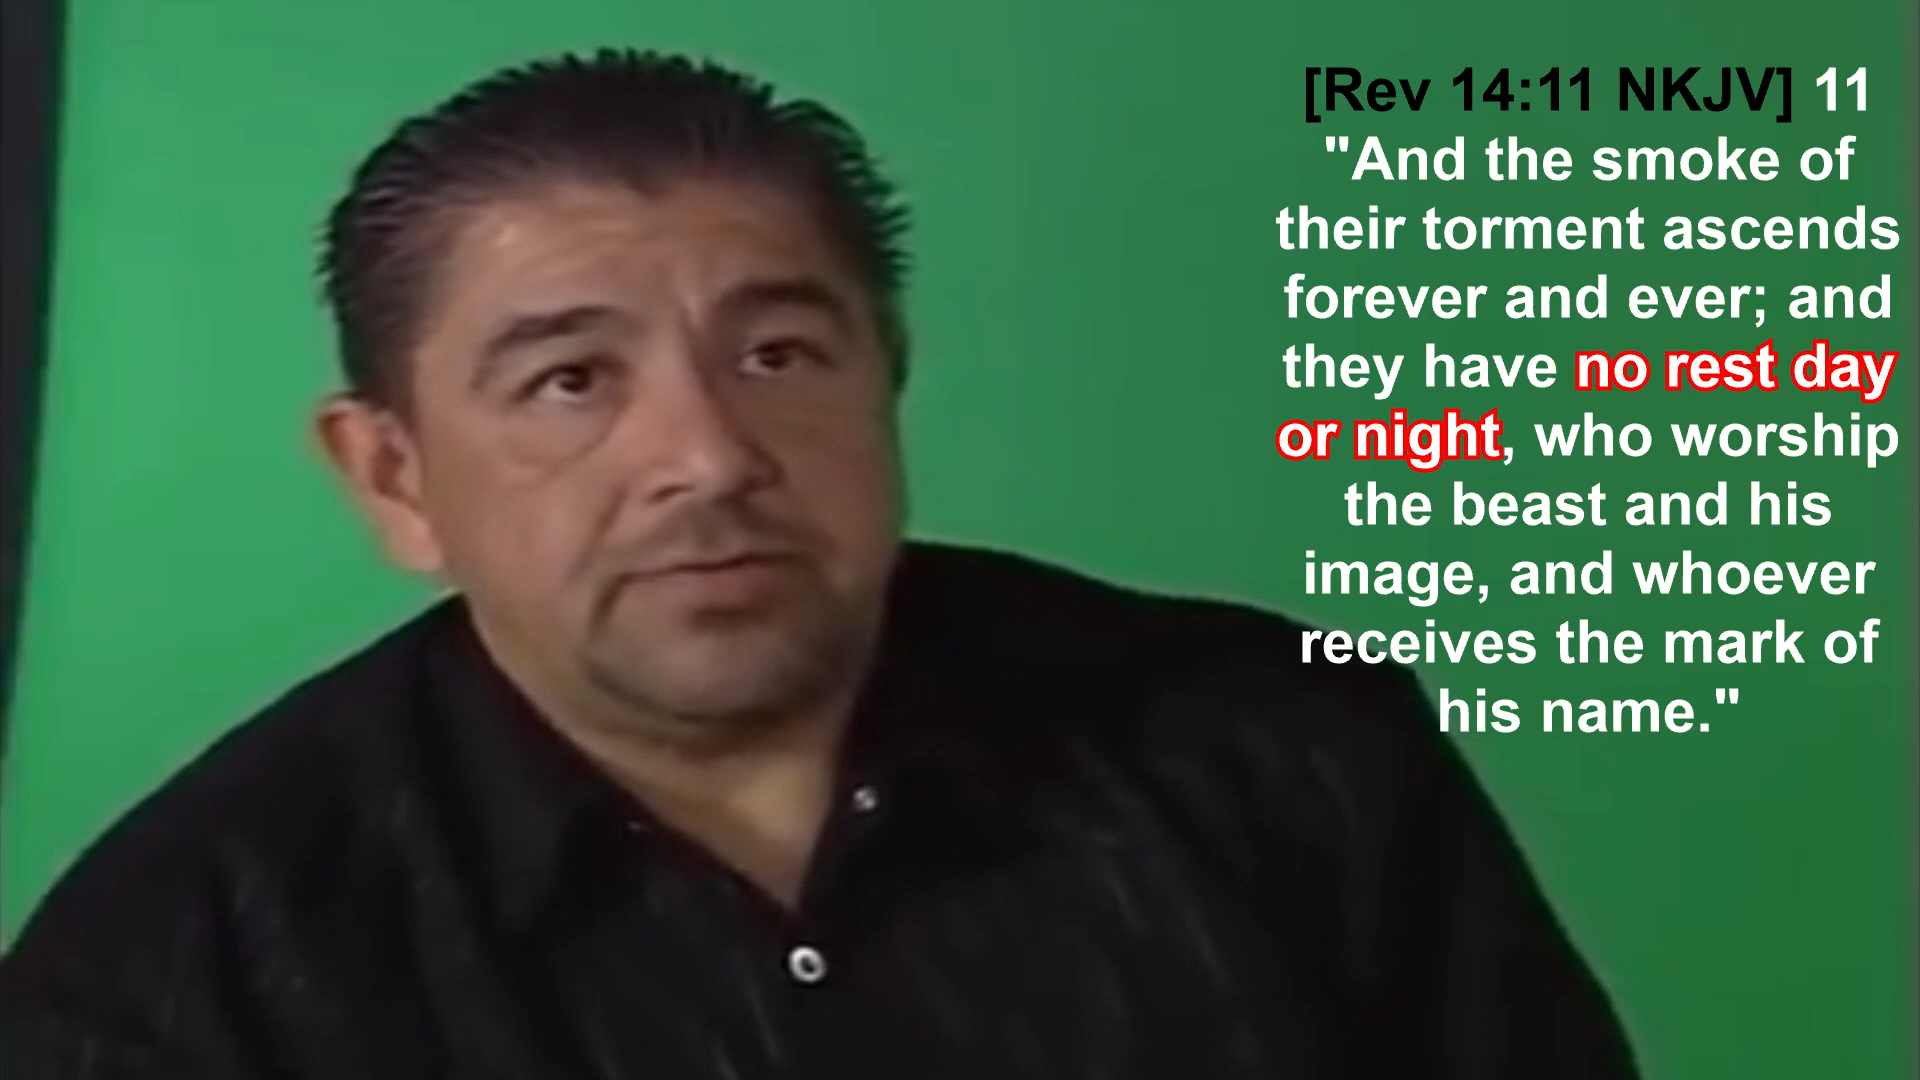 [Rev 14:11 NKJV] 11
"And the smoke of
their torment ascends
forever and ever; and
they have no rest day
or night, who worship
the beast and his
image, and whoever
receives the mark of
his name."